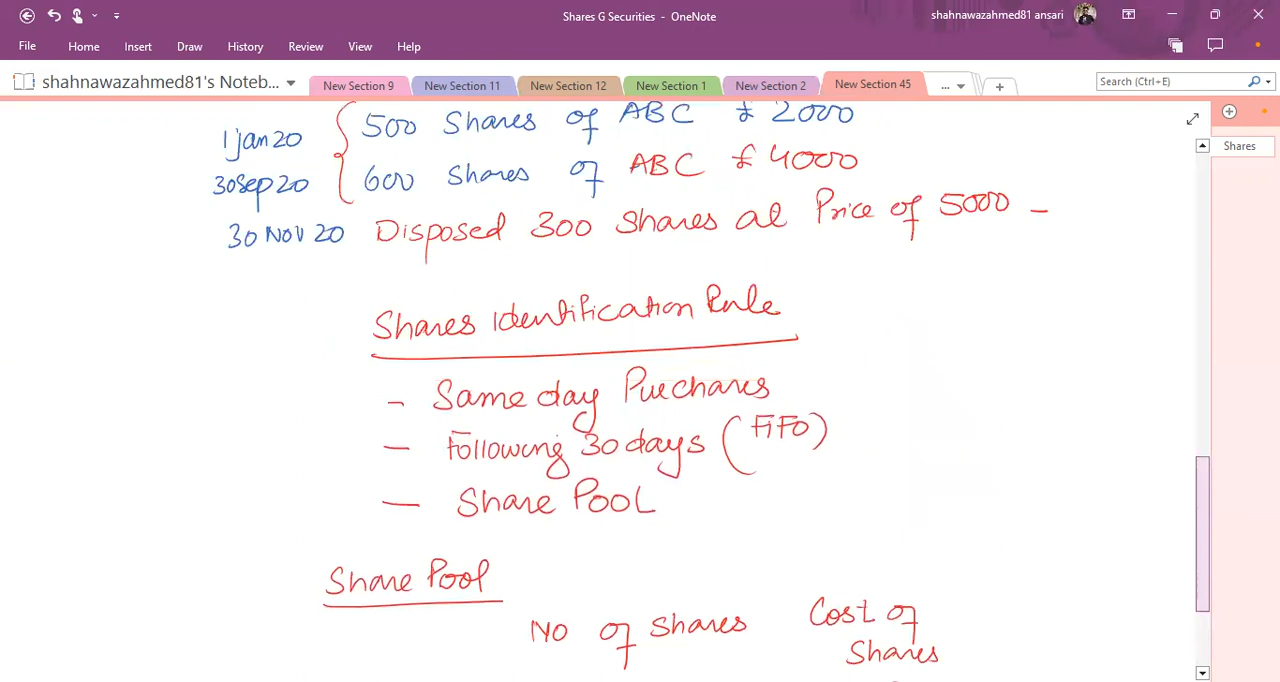 Shares G Securities - OneNote
shahnawazahmed81 ansari
File Home Insert Draw History Review View Help
shahnawazahmed81's Noteb...
New Section 9 New Section 11 New Section 12 New Section 1 New Section 2 New Section 45 ...
Search (Ctrl+E)
Shares
500 Shares of ABC £ 2000
1 Jan 20
600 Shares of ABC £ 4000
30 Sep 20
30 Nov 20 Disposed 300 Shares at Price of 5000 -
Shares Identification Rule
- Same day Purchares
- Following 30 days (FIFO)
- Share Pool
Share Pool
No of Shares Cost of
Shares